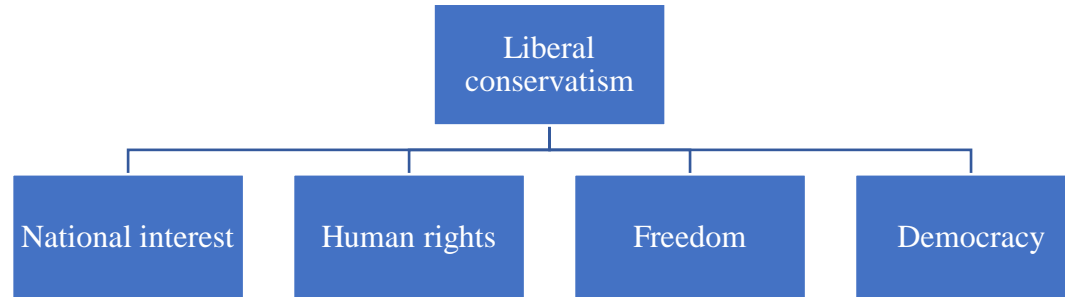 Liberal
conservatism
National interest
Human rights
Freedom
Democracy